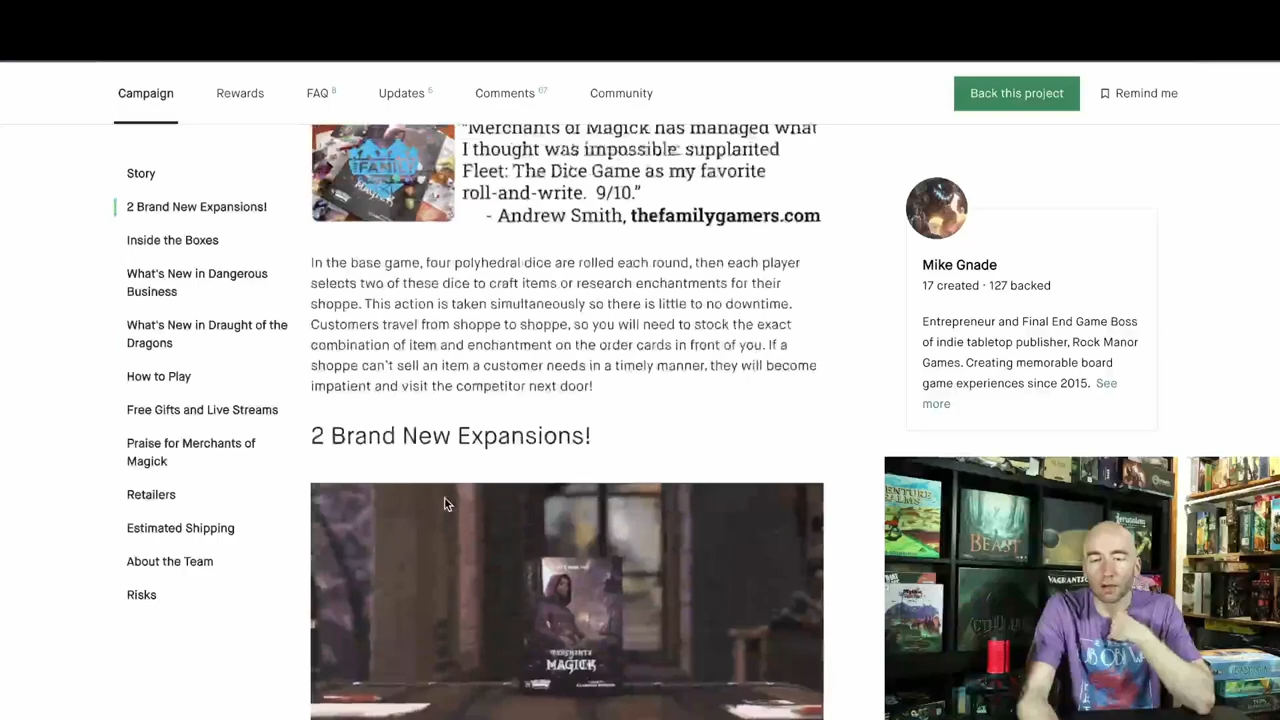 Campaign
Rewards
FAQ 8
Updates 5
Comments 67
Community
Back this project
Remind me
Story
2 Brand New Expansions!
Inside the Boxes
What's New in Dangerous
Business
What's New in Draught of the
Dragons
How to Play
Free Gifts and Live Streams
Praise for Merchants of
Magick
Retailers
Estimated Shipping
About the Team
Risks
FAMILY
"Merchants of Magick has managed what
I thought was impossible: supplanted
Fleet: The Dice Game as my favorite
roll-and-write. 9/10."
- Andrew Smith, thefamilygamers.com
In the base game, four polyhedral dice are rolled each round, then each player
selects two of these dice to craft items or research enchantments for their
shoppe. This action is taken simultaneously so there is little to no downtime.
Customers travel from shoppe to shoppe, so you will need to stock the exact
combination of item and enchantment on the order cards in front of you. If a
shoppe can't sell an item a customer needs in a timely manner, they will become
impatient and visit the competitor next door!
2 Brand New Expansions!
MERCHANTS
OF MAGICK
Mike Gnade
17 created · 127 backed
Entrepreneur and Final End Game Boss
of indie tabletop publisher, Rock Manor
Games. Creating memorable board
game experiences since 2015. See
more
BEAST
CTHULHU